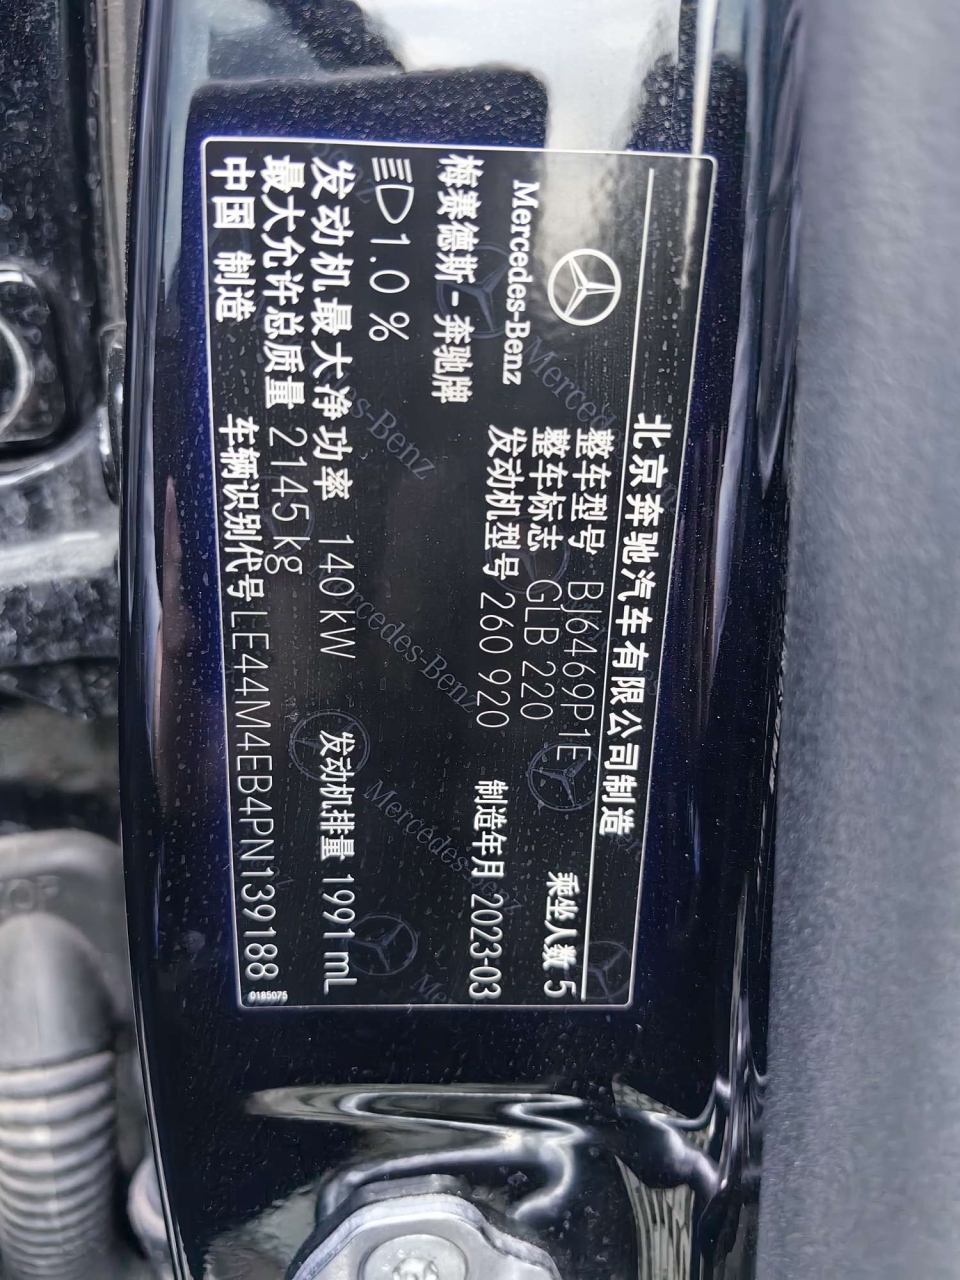 北京奔驰汽车有限公司制造
Mercedes-Benz
整车型号 BJ6469P1E
乘坐人数 5
整车标志 GLB 220
梅赛德斯-奔驰牌
发动机型号 260 920
制造年月 2023-03
1.0 %
发动机最大净功率 140 kW
发动机排量 1991 mL
最大允许总质量 2145 kg
中国 制造
车辆识别代号 LE44M4EB4PN139188
0185075